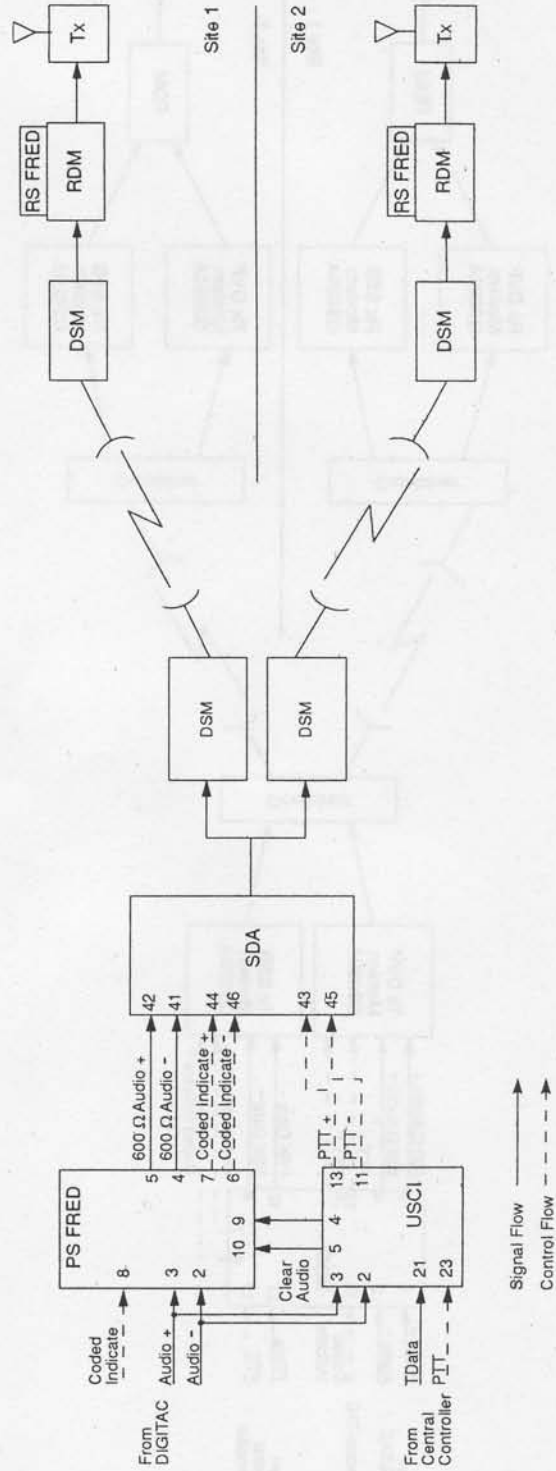 Tx
RS FRED
RDM
DSM
Site 1
Site 2
Tx
RS FRED
RDM
DSM
DSM
DSM
SDA
42
41
44
46
43
45
600 Ω Audio +
600 Ω Audio -
Coded Indicate +
Coded Indicate -
PTT +
PTT -
PS FRED
5
4
7
6
8
3
2
10
9
Coded
Indicate
From
DIGITAC
Audio +
Audio -
Clear
Audio
USCI
13
11
5
4
3
2
21
23
From
Central
Controller
TData
PTT
Signal Flow
Control Flow